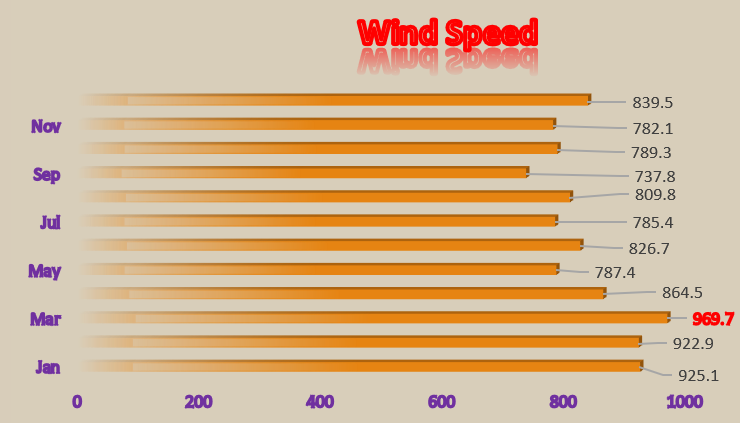 Wind Speed
839.5
Nov 782.1
789.3
Sep 737.8
809.8
Jul 785.4
826.7
May 787.4
864.5
Mar 969.7
922.9
Jan 925.1
0 200 400 600 800 1000